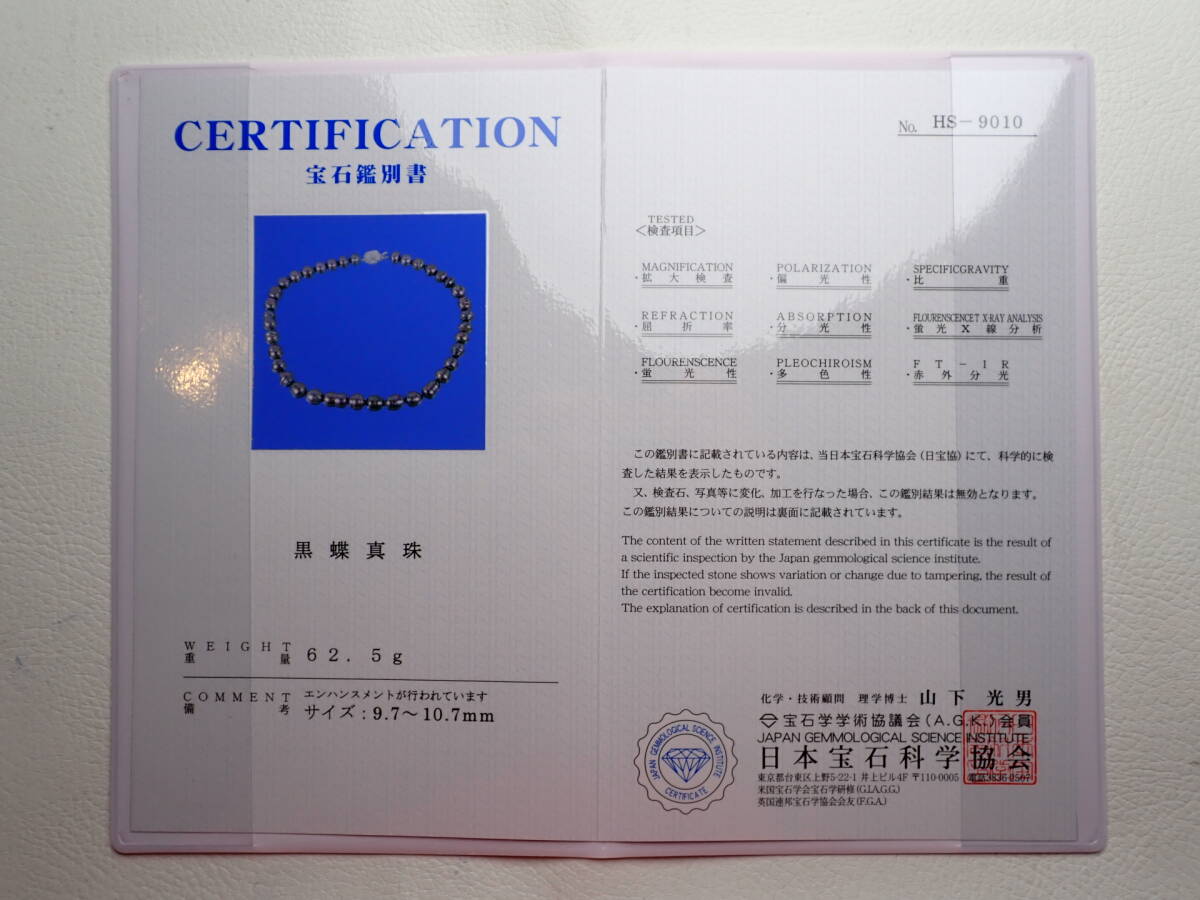 CERTIFICATION
宝石鑑別書
黒蝶真珠
WEIGHT
重量 62.5g
COMMENT エンハンスメントが行われています
備考 サイズ:9.7～10.7mm
No. HS-9010
TESTED
＜検査項目＞
MAGNIFICATION POLARIZATION SPECIFICGRAVITY
・拡大検査 ・偏光性 ・比重
REFRACTION ABSORPTION FLOURENSCENCET X-RAY ANALYSIS
・屈折率 ・分光性 ・蛍光X線分析
FLOURENSCENCE PLEOCHIROISM FT-IR
・蛍光性 ・多色性 ・赤外分光
この鑑別書に記載されている内容は、当日本宝石科学協会(日宝協)にて、科学的に検
査した結果を表示したものです。
又、検査石、写真等に変化、加工を行なった場合、この鑑別結果は無効となります。
この鑑別結果についての説明は裏面に記載されています。
The content of the written statement described in this certificate is the result of
a scientific inspection by the Japan gemmological science institute.
If the inspected stone shows variation or change due to tampering, the result of
the certification become invalid.
The explanation of certification is described in the back of this document.
化学・技術顧問 理学博士 山下光男
宝石学学術協議会(A.G.K.)会員
JAPAN GEMMOLOGICAL SCIENCE INSTITUTE
日本宝石科学協会
東京都台東区上野5-22-1 井上ビル4F 〒110-0005 電話3836-2507
米国宝石学会宝石学研修(G.I.A.G.G.)
英国連邦宝石学協会会友(F.G.A.)
JAPAN GEMMOLOGICAL SCIENCE INSTITUTE
CERTIFICATE